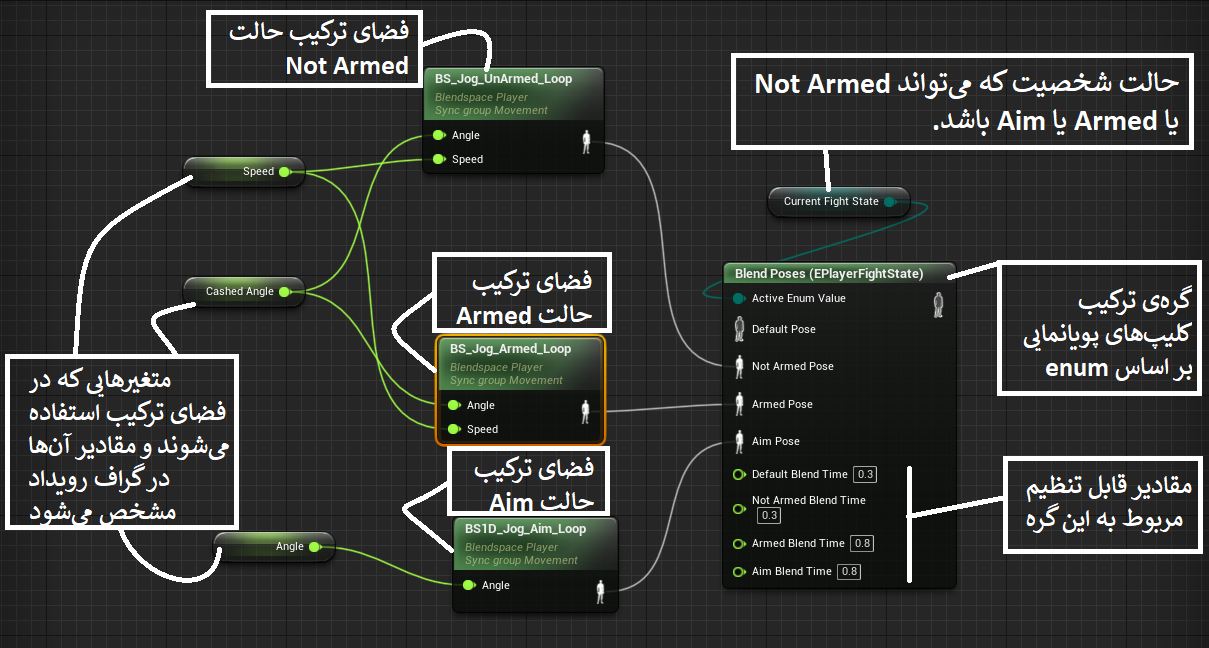 فضای ترکیب حالت
Not Armed
BS_Jog_UnArmed_Loop
Blendspace Player
Sync group Movement
Angle
Speed
حالت شخصیت که می‌تواند Not Armed
یا Armed یا Aim باشد.
Speed
Current Fight State
Cashed Angle
فضای ترکیب
حالت Armed
BS_Jog_Armed_Loop
Blendspace Player
Sync group Movement
Angle
Speed
Blend Poses (EPlayerFightState)
Active Enum Value
Default Pose
Not Armed Pose
Armed Pose
Aim Pose
Default Blend Time 0.3
Not Armed Blend Time
0.3
Armed Blend Time 0.8
Aim Blend Time 0.8
گره‌ی ترکیب
کلیپ‌های پویانمایی
بر اساس enum
متغیرهایی که در
فضای ترکیب استفاده
می‌شوند و مقادیر آن‌ها
در گراف رویداد
مشخص می‌شود
فضای ترکیب
حالت Aim
مقادیر قابل تنظیم
مربوط به این گره
Angle
BS1D_Jog_Aim_Loop
Blendspace Player
Sync group Movement
Angle